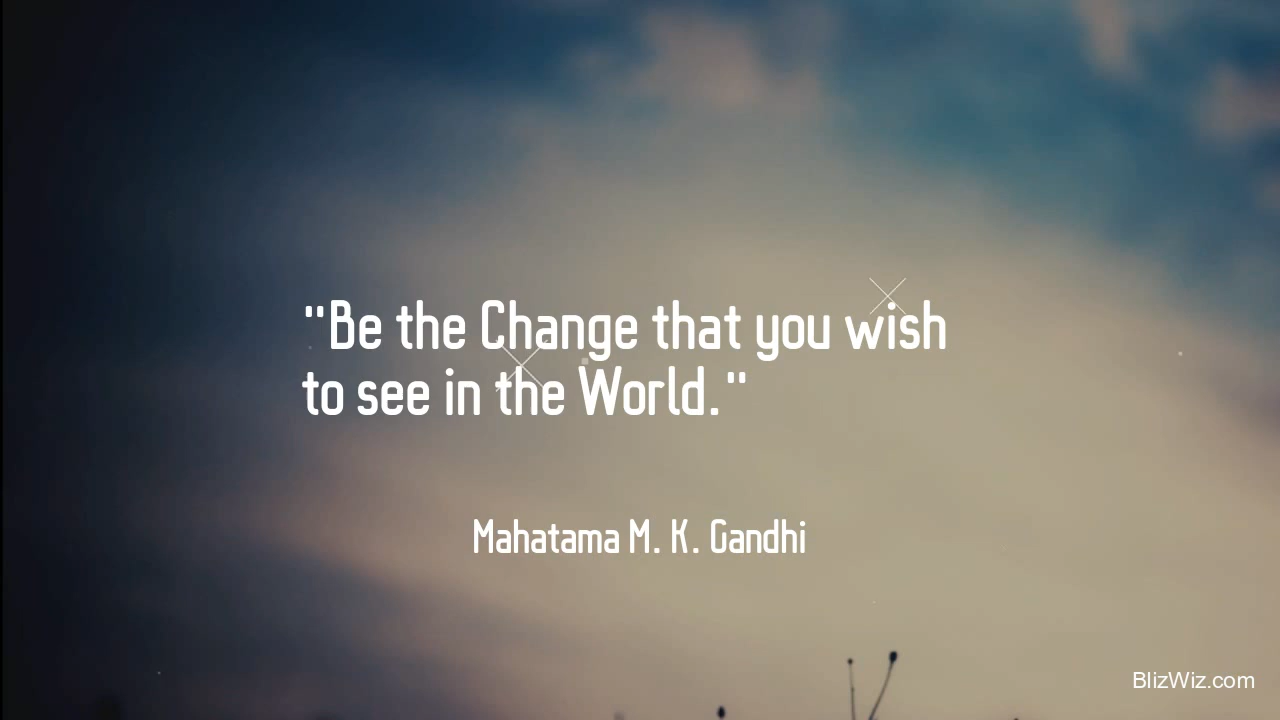 "Be the Change that you wish
to see in the World."
Mahatama M. K. Gandhi
BlizWiz.com